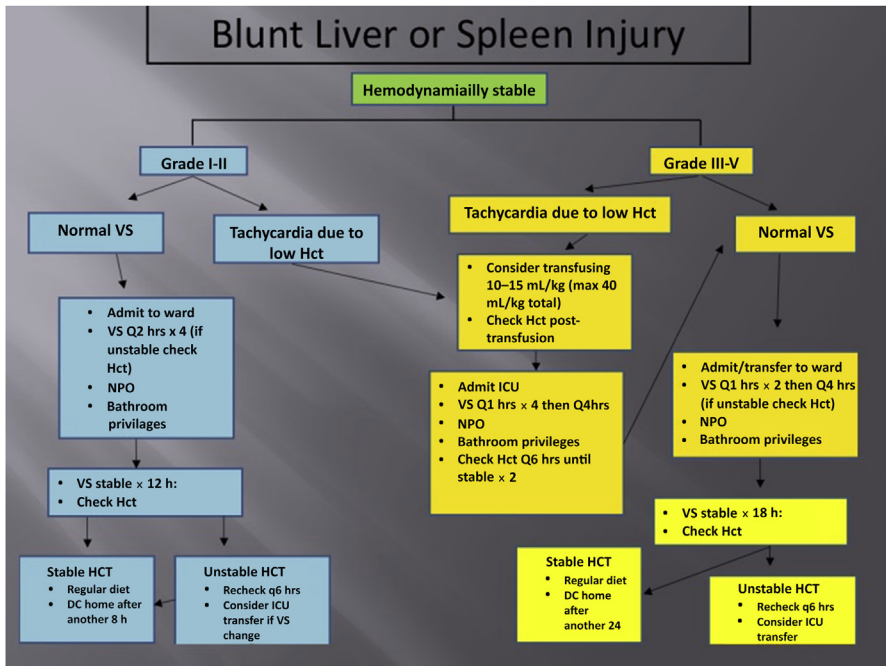 Blunt Liver or Spleen Injury
Hemodynamiailly stable
Grade I-II
Grade III-V
Normal VS
Tachycardia due to
low Hct
Tachycardia due to low Hct
Normal VS
• Consider transfusing
10–15 mL/kg (max 40
mL/kg total)
• Check Hct post-
transfusion
• Admit to ward
• VS Q2 hrs x 4 (if
unstable check
Hct)
• NPO
• Bathroom
privilages
• Admit ICU
• VS Q1 hrs × 4 then Q4hrs
• NPO
• Bathroom privileges
• Check Hct Q6 hrs until
stable × 2
• Admit/transfer to ward
• VS Q1 hrs × 2 then Q4 hrs
(if unstable check Hct)
• NPO
• Bathroom privileges
• VS stable × 12 h:
• Check Hct
• VS stable × 18 h:
• Check Hct
Stable HCT
• Regular diet
• DC home after
another 8 h
Unstable HCT
• Recheck q6 hrs
• Consider ICU
transfer if VS
change
Stable HCT
• Regular diet
• DC home
after
another 24
Unstable HCT
• Recheck q6 hrs
• Consider ICU
transfer